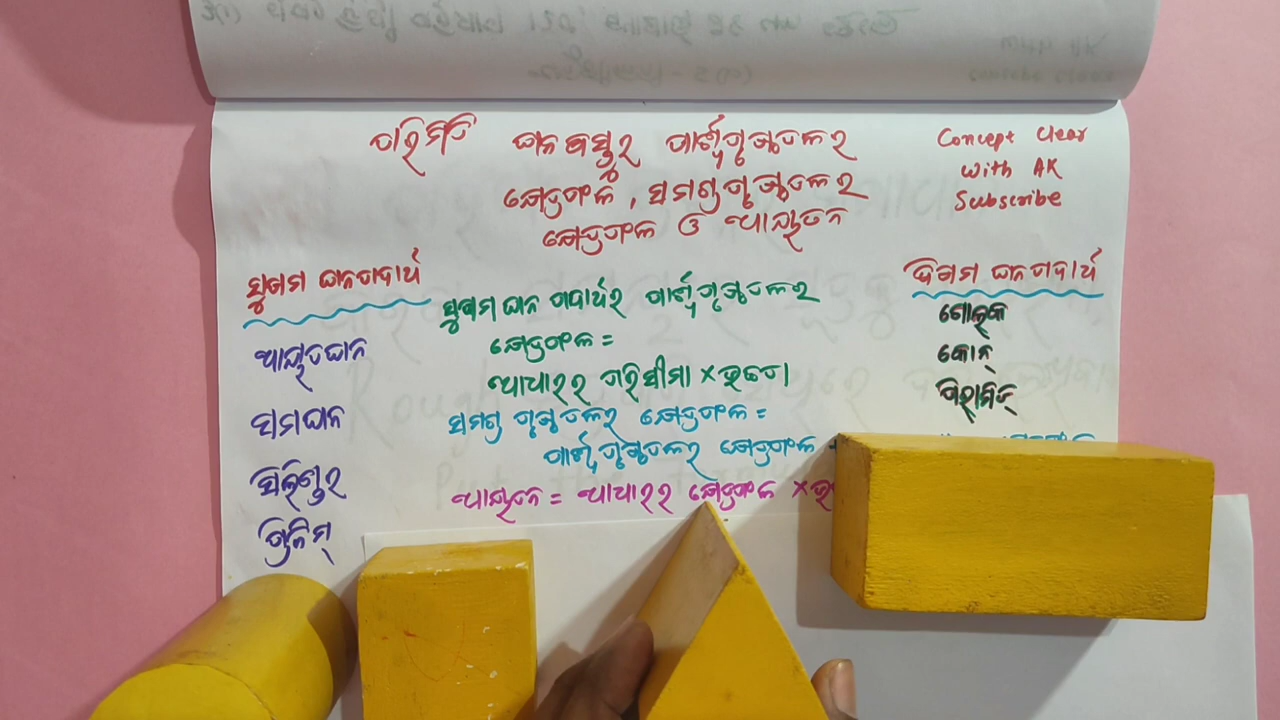 ପରିମିତି ଘନବସ୍ତୁର ପାର୍ଶ୍ୱପୃଷ୍ଠତଳର
କ୍ଷେତ୍ରଫଳ, ସମଗ୍ରପୃଷ୍ଠତଳର
କ୍ଷେତ୍ରଫଳ ଓ ଆୟତନ
Concept Clear
With AK
Subscribe
ସୁଷମ ଘନପଦାର୍ଥ
ଆୟତଘନ
ସମଘନ
ସିଲିଣ୍ଡର
ପ୍ରିଜିମ୍
ସୁଷମ ଘନ ପଦାର୍ଥର ପାର୍ଶ୍ୱପୃଷ୍ଠତଳର
କ୍ଷେତ୍ରଫଳ =
ଆଧାରର ପରିସୀମା × ଉଚ୍ଚତା
ସମଗ୍ର ପୃଷ୍ଠତଳର କ୍ଷେତ୍ରଫଳ =
ପାର୍ଶ୍ୱପୃଷ୍ଠତଳର କ୍ଷେତ୍ରଫଳ
ଆୟତନ = ଆଧାରର କ୍ଷେତ୍ରଫଳ ×
ବିଷମ ଘନପଦାର୍ଥ
ଗୋଲକ
କୋନ୍
ପିରାମିଡ୍